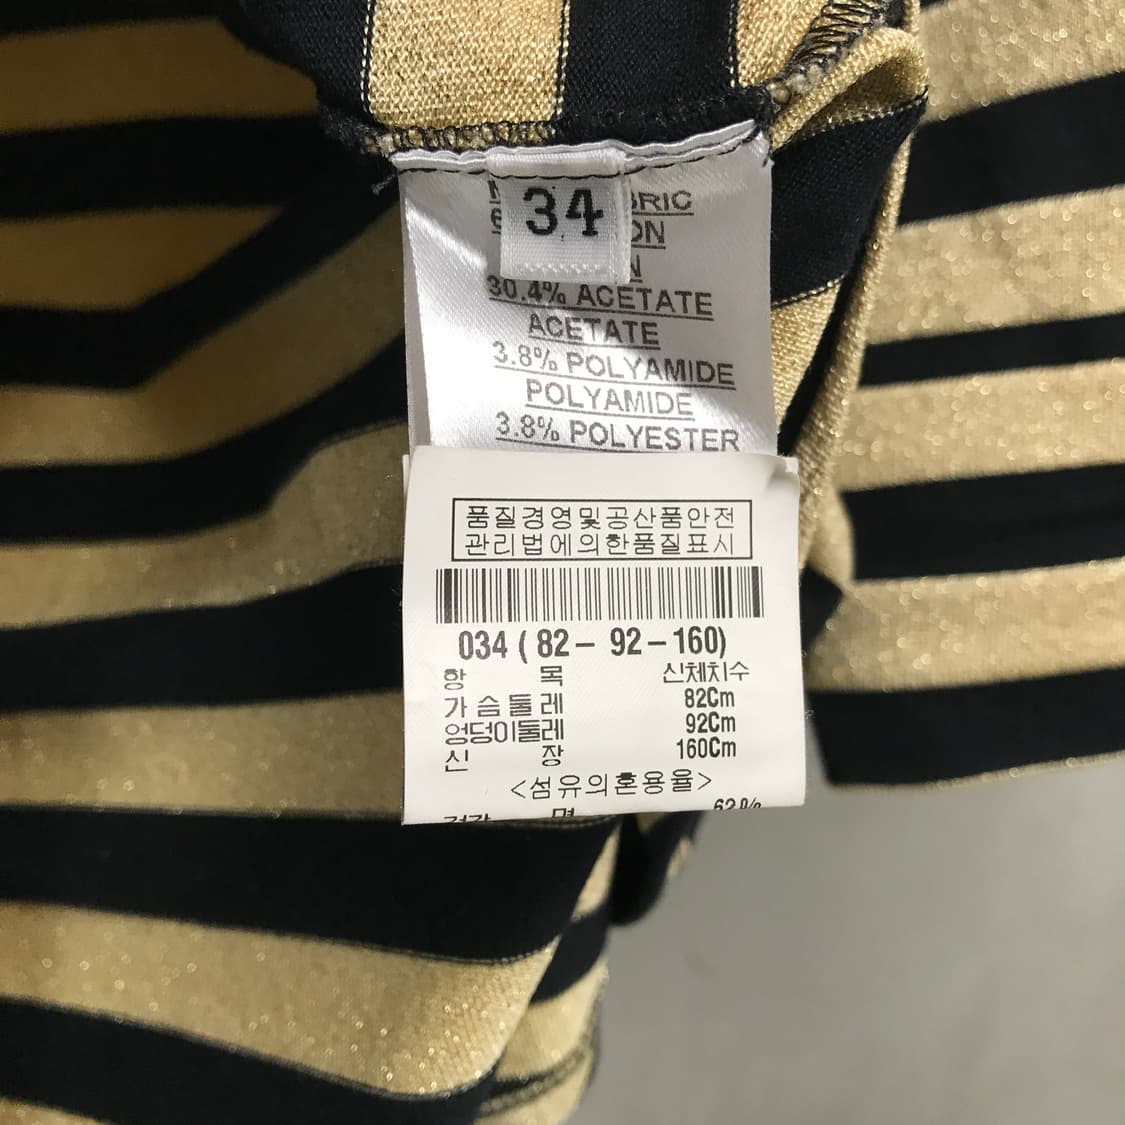 34
30.4% ACETATE
ACETATE
3.8% POLYAMIDE
POLYAMIDE
3.8% POLYESTER
품질경영및공산품안전
관리법에의한품질표시
034 ( 82 - 92 - 160)
항 목 신체치수
가슴둘레 82Cm
엉덩이둘레 92Cm
신 장 160Cm
<섬유의혼용율>
62%